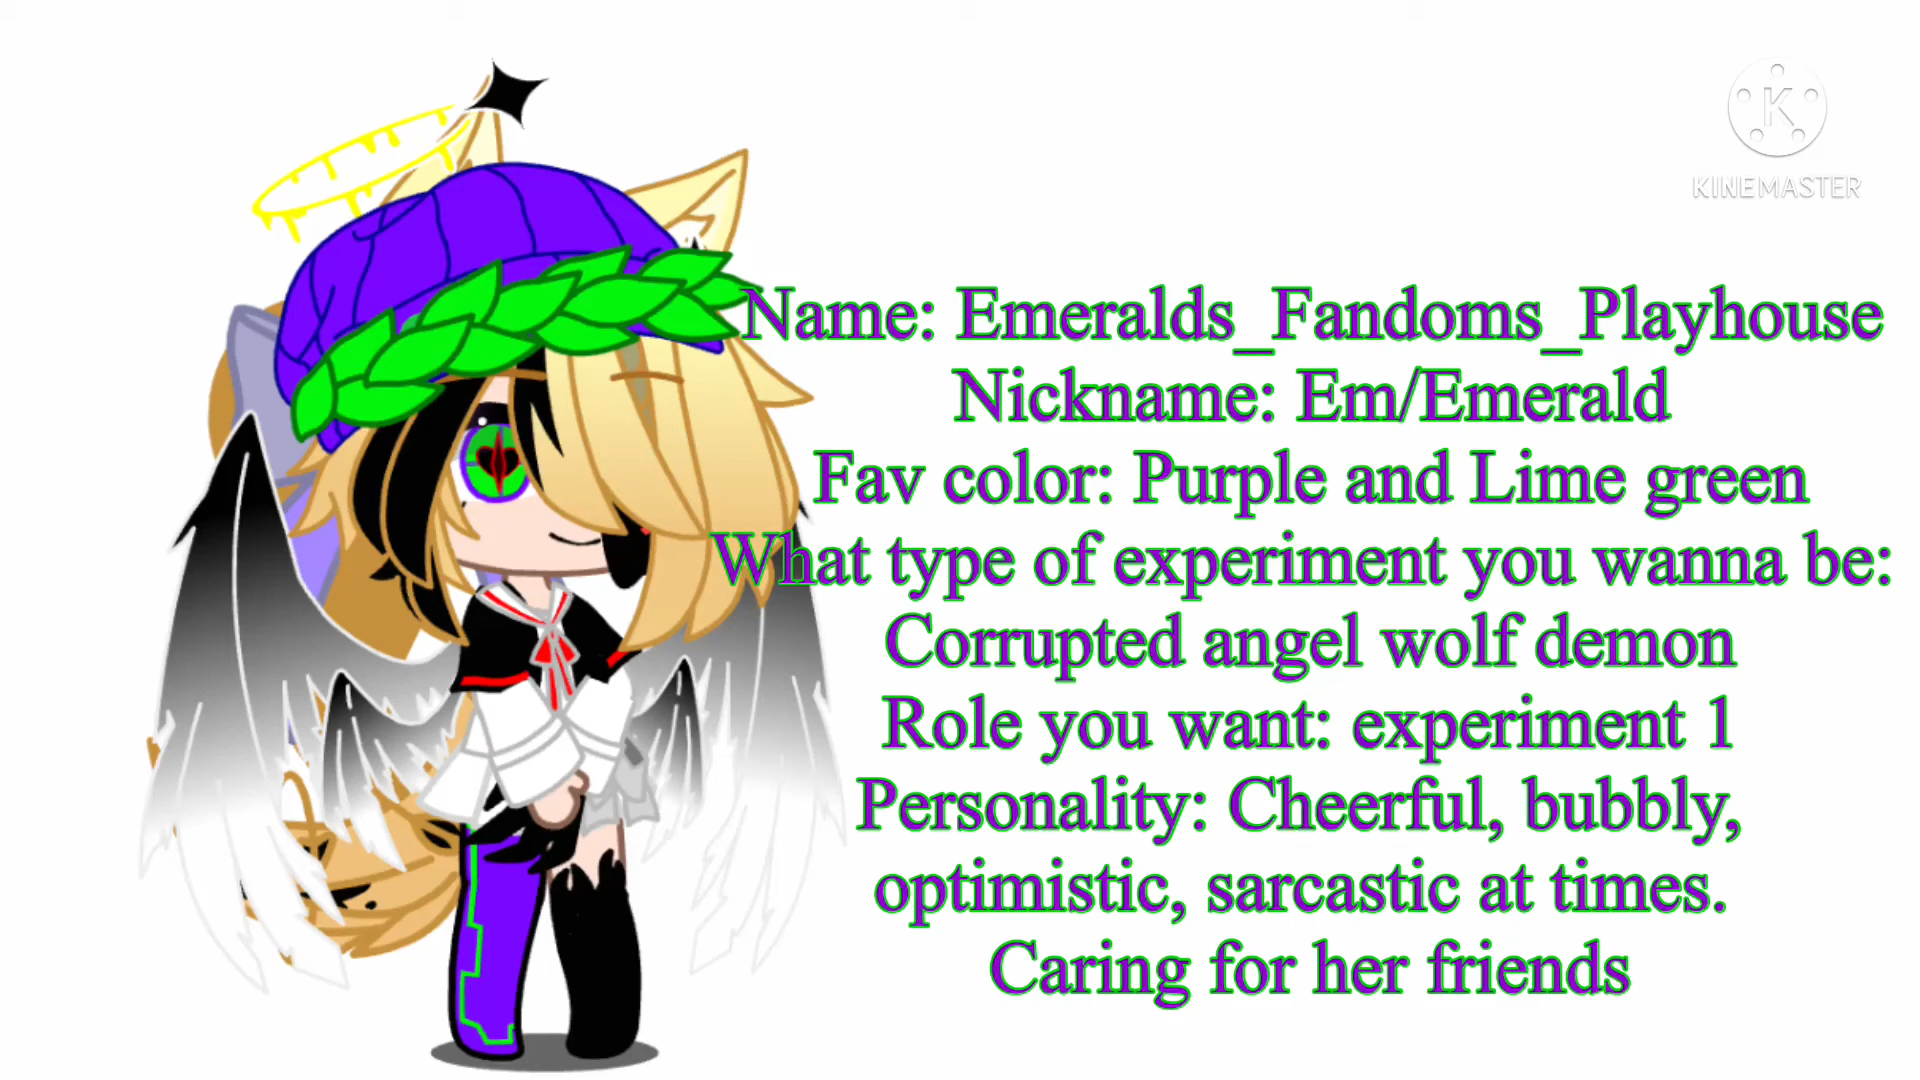 KINEMASTER
Name: Emeralds_Fandoms_Playhouse
Nickname: Em/Emerald
Fav color: Purple and Lime green
What type of experiment you wanna be:
Corrupted angel wolf demon
Role you want: experiment 1
Personality: Cheerful, bubbly,
optimistic, sarcastic at times.
Caring for her friends